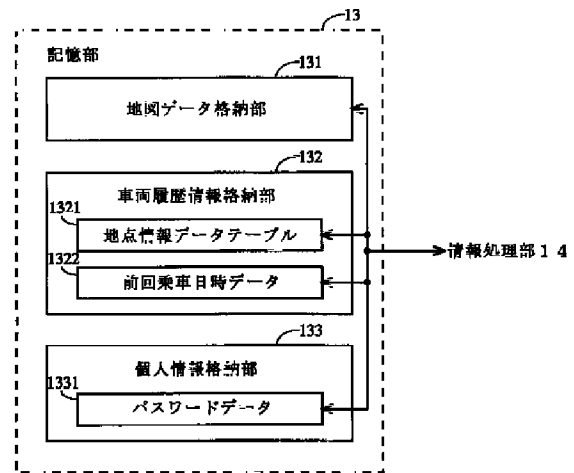 13
記憶部
131
地図データ格納部
132
車両履歴情報格納部
1321
地点情報データテーブル
情報処理部14
1322
前回乗車日時データ
133
個人情報格納部
1331
パスワードデータ